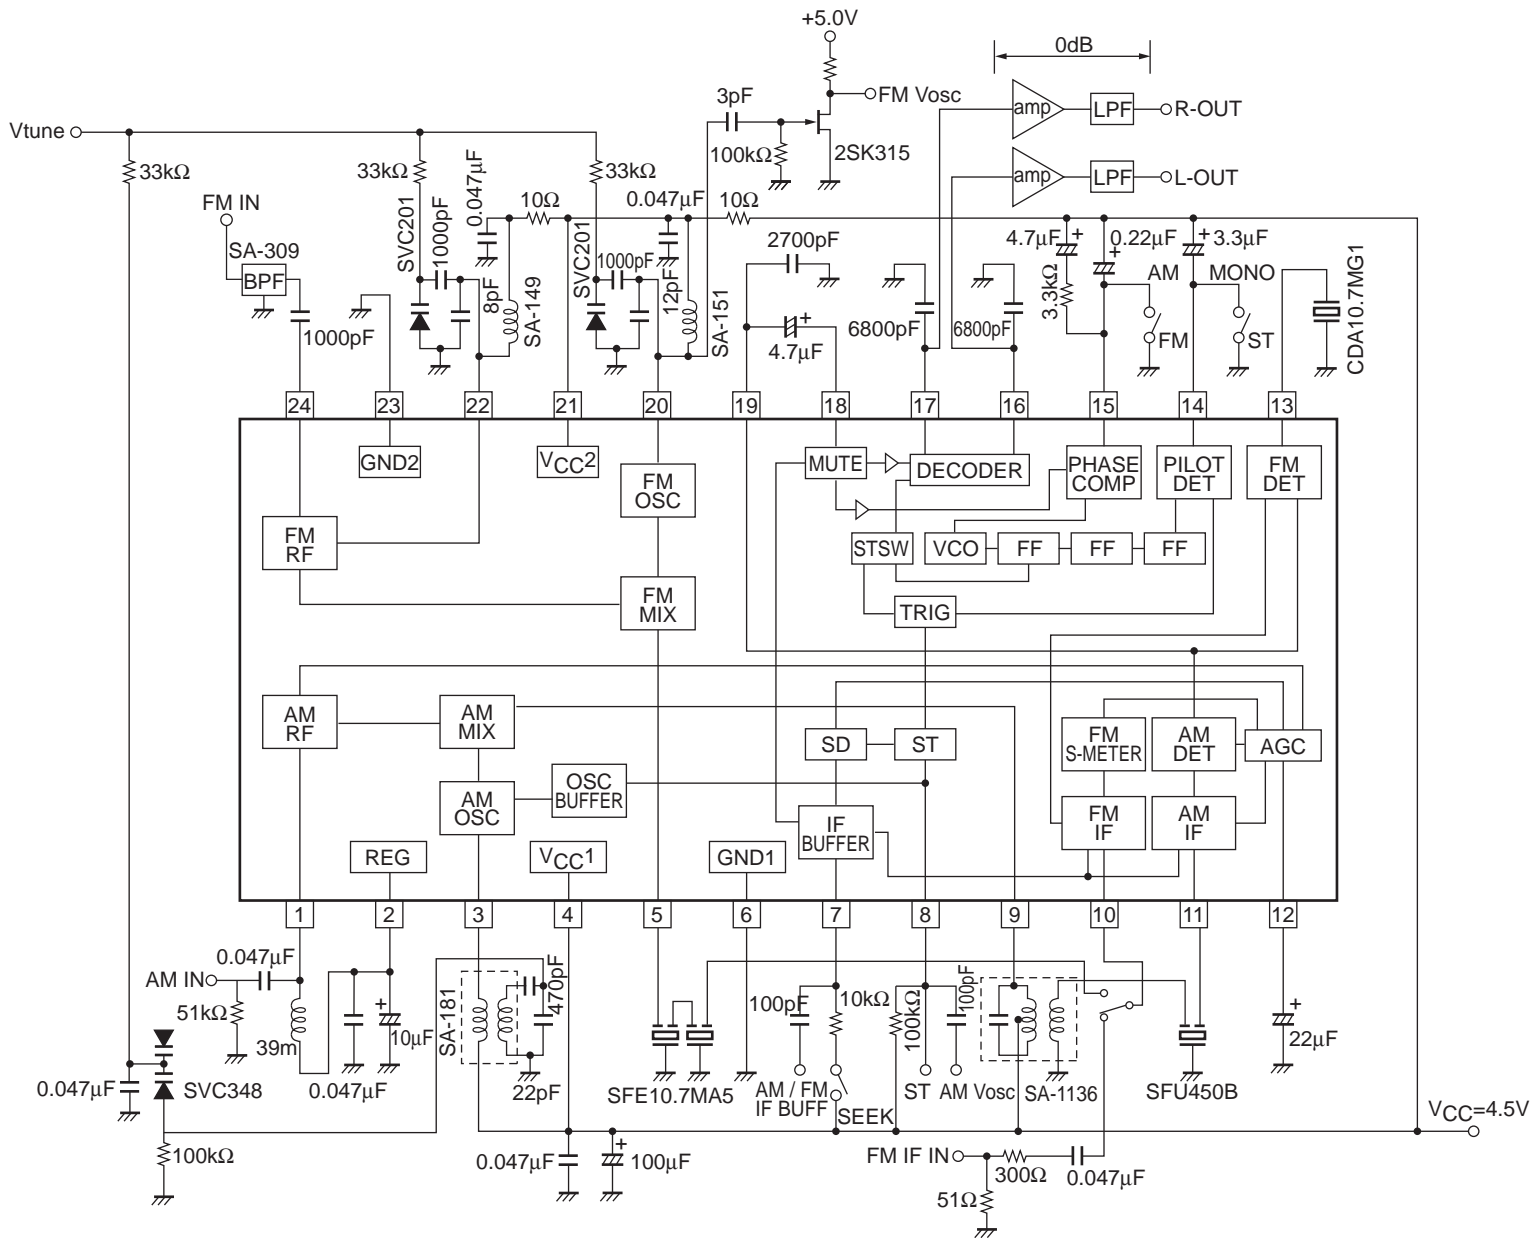 +5.0V
0dB
3pF
FM Vosc
amp
LPF
R-OUT
Vtune
33kΩ
33kΩ
0.047μF
33kΩ
100kΩ
2SK315
amp
LPF
L-OUT
FM IN
SVC201
1000pF
10Ω
0.047μF
10Ω
SA-309
BPF
SVC201
1000pF
2700pF
4.7μF
0.22μF
3.3μF
AM
MONO
1000pF
8pF
SA-149
12pF
SA-151
4.7μF
6800pF
6800pF
3.3kΩ
FM
ST
CDA10.7MG1
24
23
22
21
20
19
18
17
16
15
14
13
GND2
VCC2
FM
OSC
MUTE
DECODER
PHASE
COMP
PILOT
DET
FM
DET
FM
RF
STSW
VCO
FF
FF
FF
FM
MIX
TRIG
AM
RF
AM
MIX
SD
ST
FM
S-METER
AM
DET
AGC
AM
OSC
OSC
BUFFER
IF
BUFFER
FM
IF
AM
IF
REG
VCC1
GND1
1
2
3
4
5
6
7
8
9
10
11
12
AM IN
0.047μF
51kΩ
39m
0.047μF
10μF
SA-181
470pF
22pF
100pF
10kΩ
100kΩ
100pF
22μF
0.047μF
SVC348
SFE10.7MA5
AM / FM
IF BUFF
SEEK
ST
AM Vosc
SA-1136
SFU450B
100kΩ
0.047μF
100μF
VCC=4.5V
FM IF IN
300Ω
0.047μF
51Ω